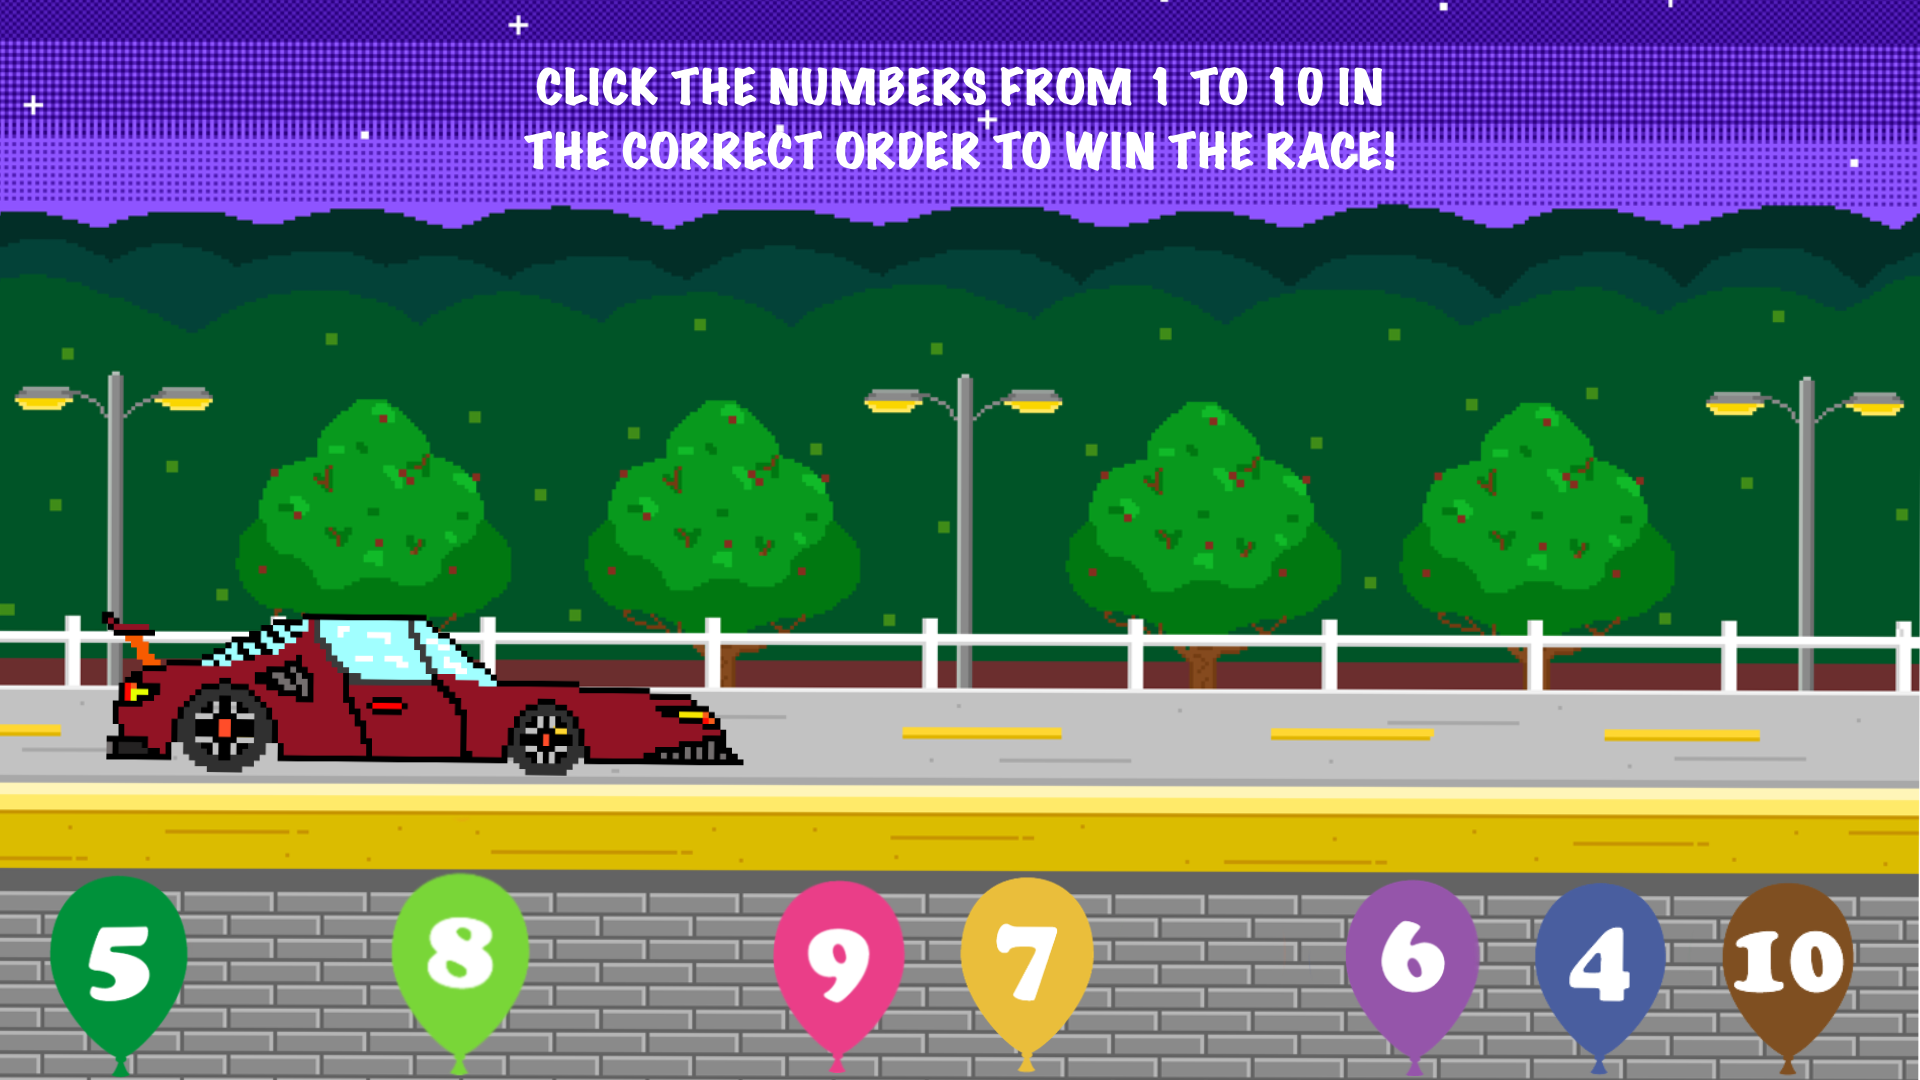 CLICK THE NUMBERS FROM 1 TO 10 IN
THE CORRECT ORDER TO WIN THE RACE!
5 8 9 7 6 4 10